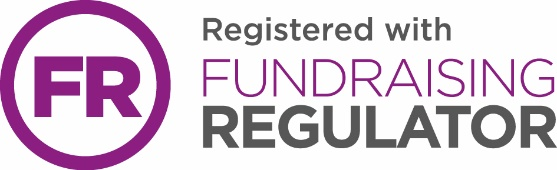 FR
Registered with
FUNDRAISING
REGULATOR